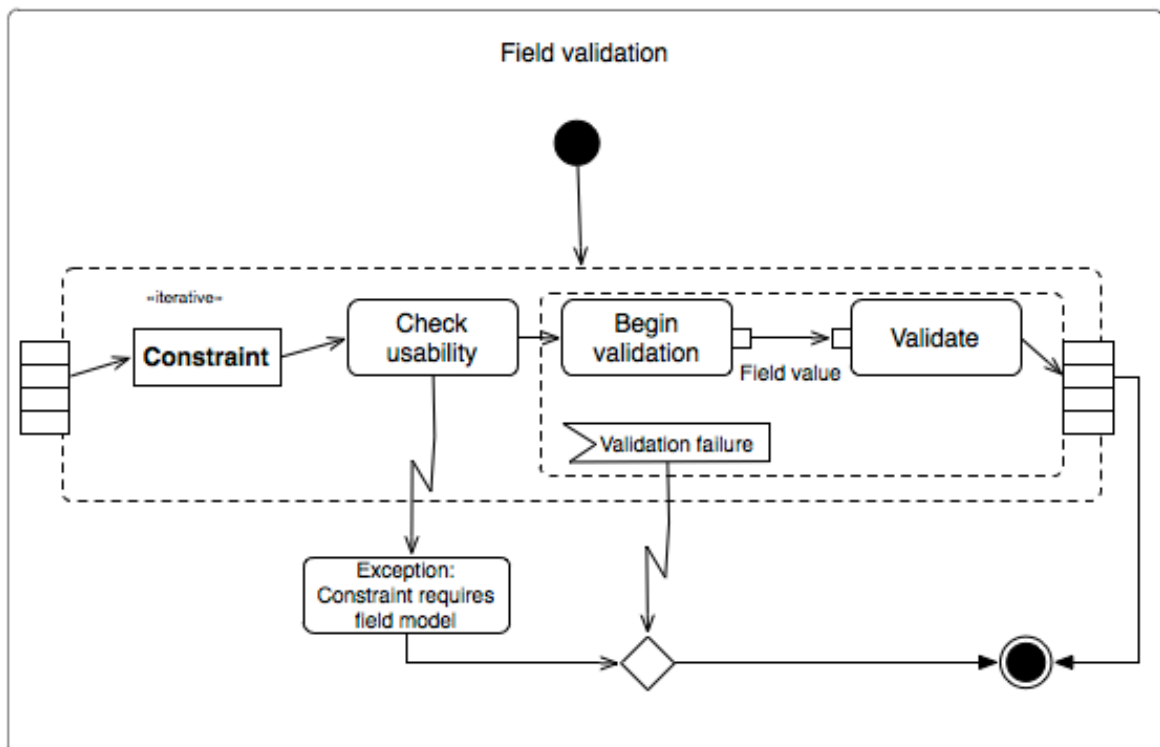 Field validation
«iterative»
Constraint
Check
usability
Begin
validation
Field value
Validate
Validation failure
Exception:
Constraint requires
field model